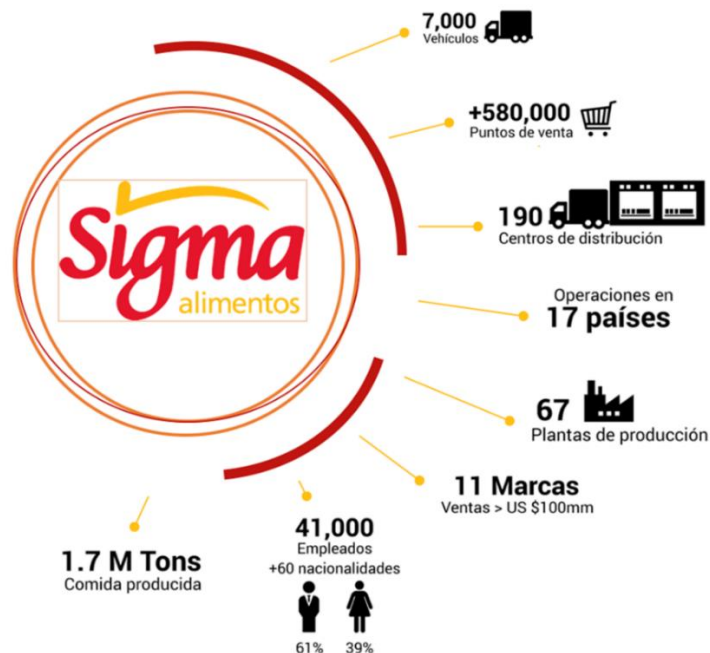 7,000
Vehículos
+580,000
Puntos de venta
190
Centros de distribución
Sigma
alimentos
Operaciones en
17 países
67
Plantas de producción
11 Marcas
Ventas > US $100mm
41,000
Empleados
+60 nacionalidades
61% 39%
1.7 M Tons
Comida producida